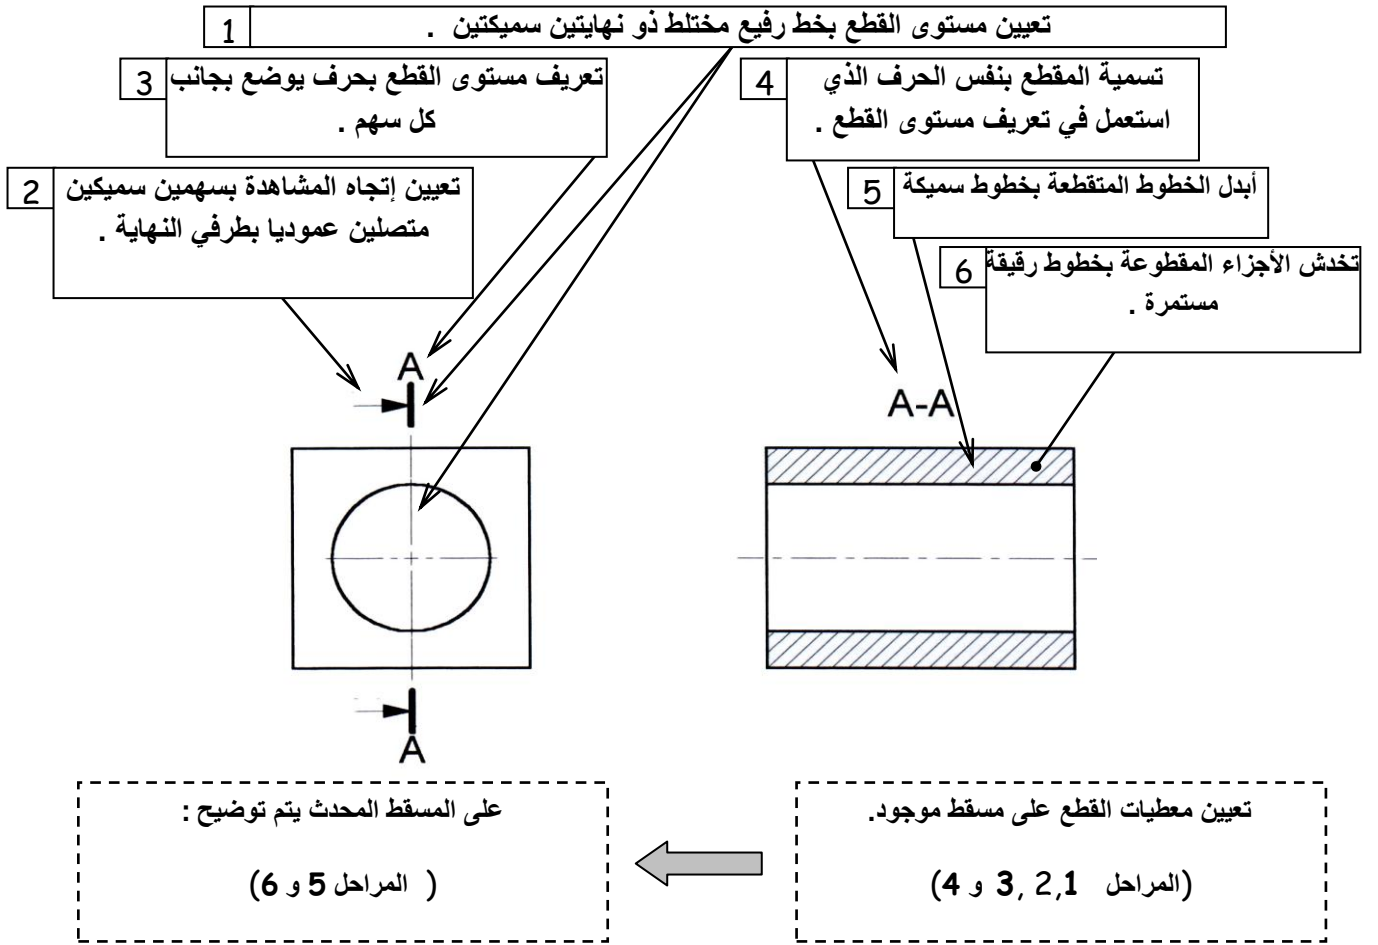 1
تعيين مستوى القطع بخط رفيع مختلط ذو نهايتين سميكتين .
3
تعريف مستوى القطع بحرف يوضع بجانب
كل سهم .
4
تسمية المقطع بنفس الحرف الذي
استعمل في تعريف مستوى القطع .
2
تعيين إتجاه المشاهدة بسهمين سميكين
متصلين عموديا بطرفي النهاية .
5
أبدل الخطوط المتقطعة بخطوط سميكة
6
تخدش الأجزاء المقطوعة بخطوط رقيقة
مستمرة .
A
A-A
A
تعيين معطيات القطع على مسقط موجود.
(المراحل 1,2 ,3 و 4)
على المسقط المحدث يتم توضيح :
( المراحل 5 و 6)